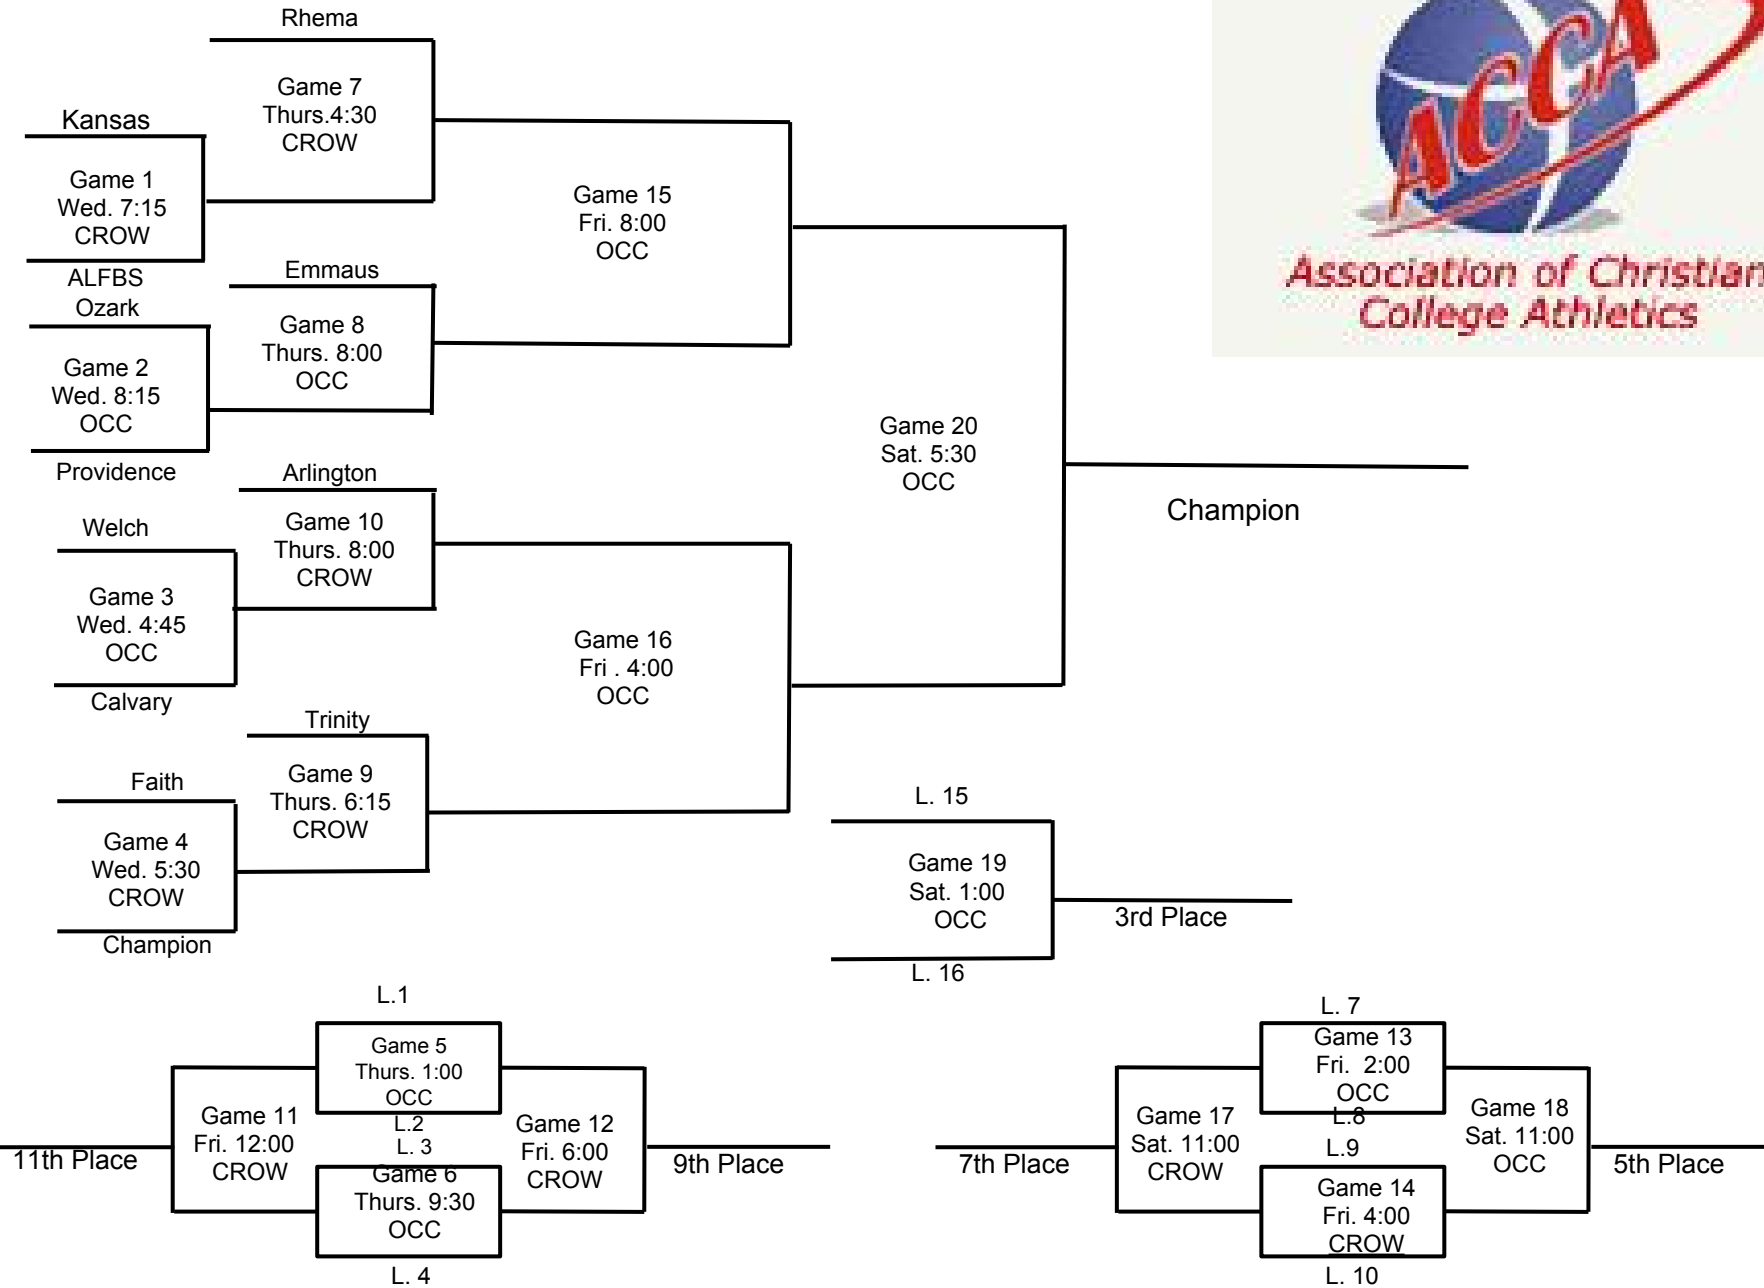 Rhema
Game 7
Thurs.4:30
CROW
Kansas
Game 1
Wed. 7:15
CROW
ALFBS
Ozark
Game 2
Wed. 8:15
OCC
Providence
Emmaus
Game 8
Thurs. 8:00
OCC
Game 15
Fri. 8:00
OCC
Arlington
Game 10
Thurs. 8:00
CROW
Welch
Game 3
Wed. 4:45
OCC
Calvary
Game 16
Fri . 4:00
OCC
Trinity
Game 9
Thurs. 6:15
CROW
Faith
Game 4
Wed. 5:30
CROW
Champion
Game 20
Sat. 5:30
OCC
Champion
ACCA
Association of Christian
College Athletics
L. 15
Game 19
Sat. 1:00
OCC
L. 16
3rd Place
L.1
Game 5
Thurs. 1:00
OCC
L.2
L. 3
Game 6
Thurs. 9:30
OCC
L. 4
Game 11
Fri. 12:00
CROW
11th Place
Game 12
Fri. 6:00
CROW
9th Place
L. 7
Game 13
Fri. 2:00
OCC
L.8
L.9
Game 14
Fri. 4:00
CROW
L. 10
Game 17
Sat. 11:00
CROW
7th Place
Game 18
Sat. 11:00
OCC
5th Place